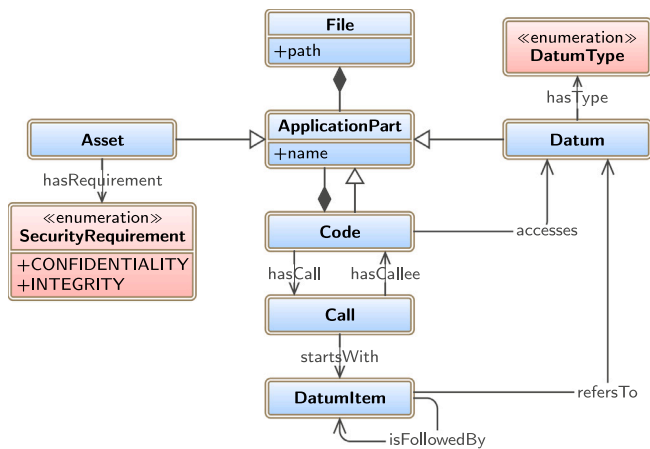 File
+path
≪enumeration≫
DatumType
hasType
ApplicationPart
+name
Asset
Datum
hasRequirement
≪enumeration≫
SecurityRequirement
+CONFIDENTIALITY
+INTEGRITY
Code
accesses
hasCall
hasCallee
Call
startsWith
DatumItem
refersTo
isFollowedBy